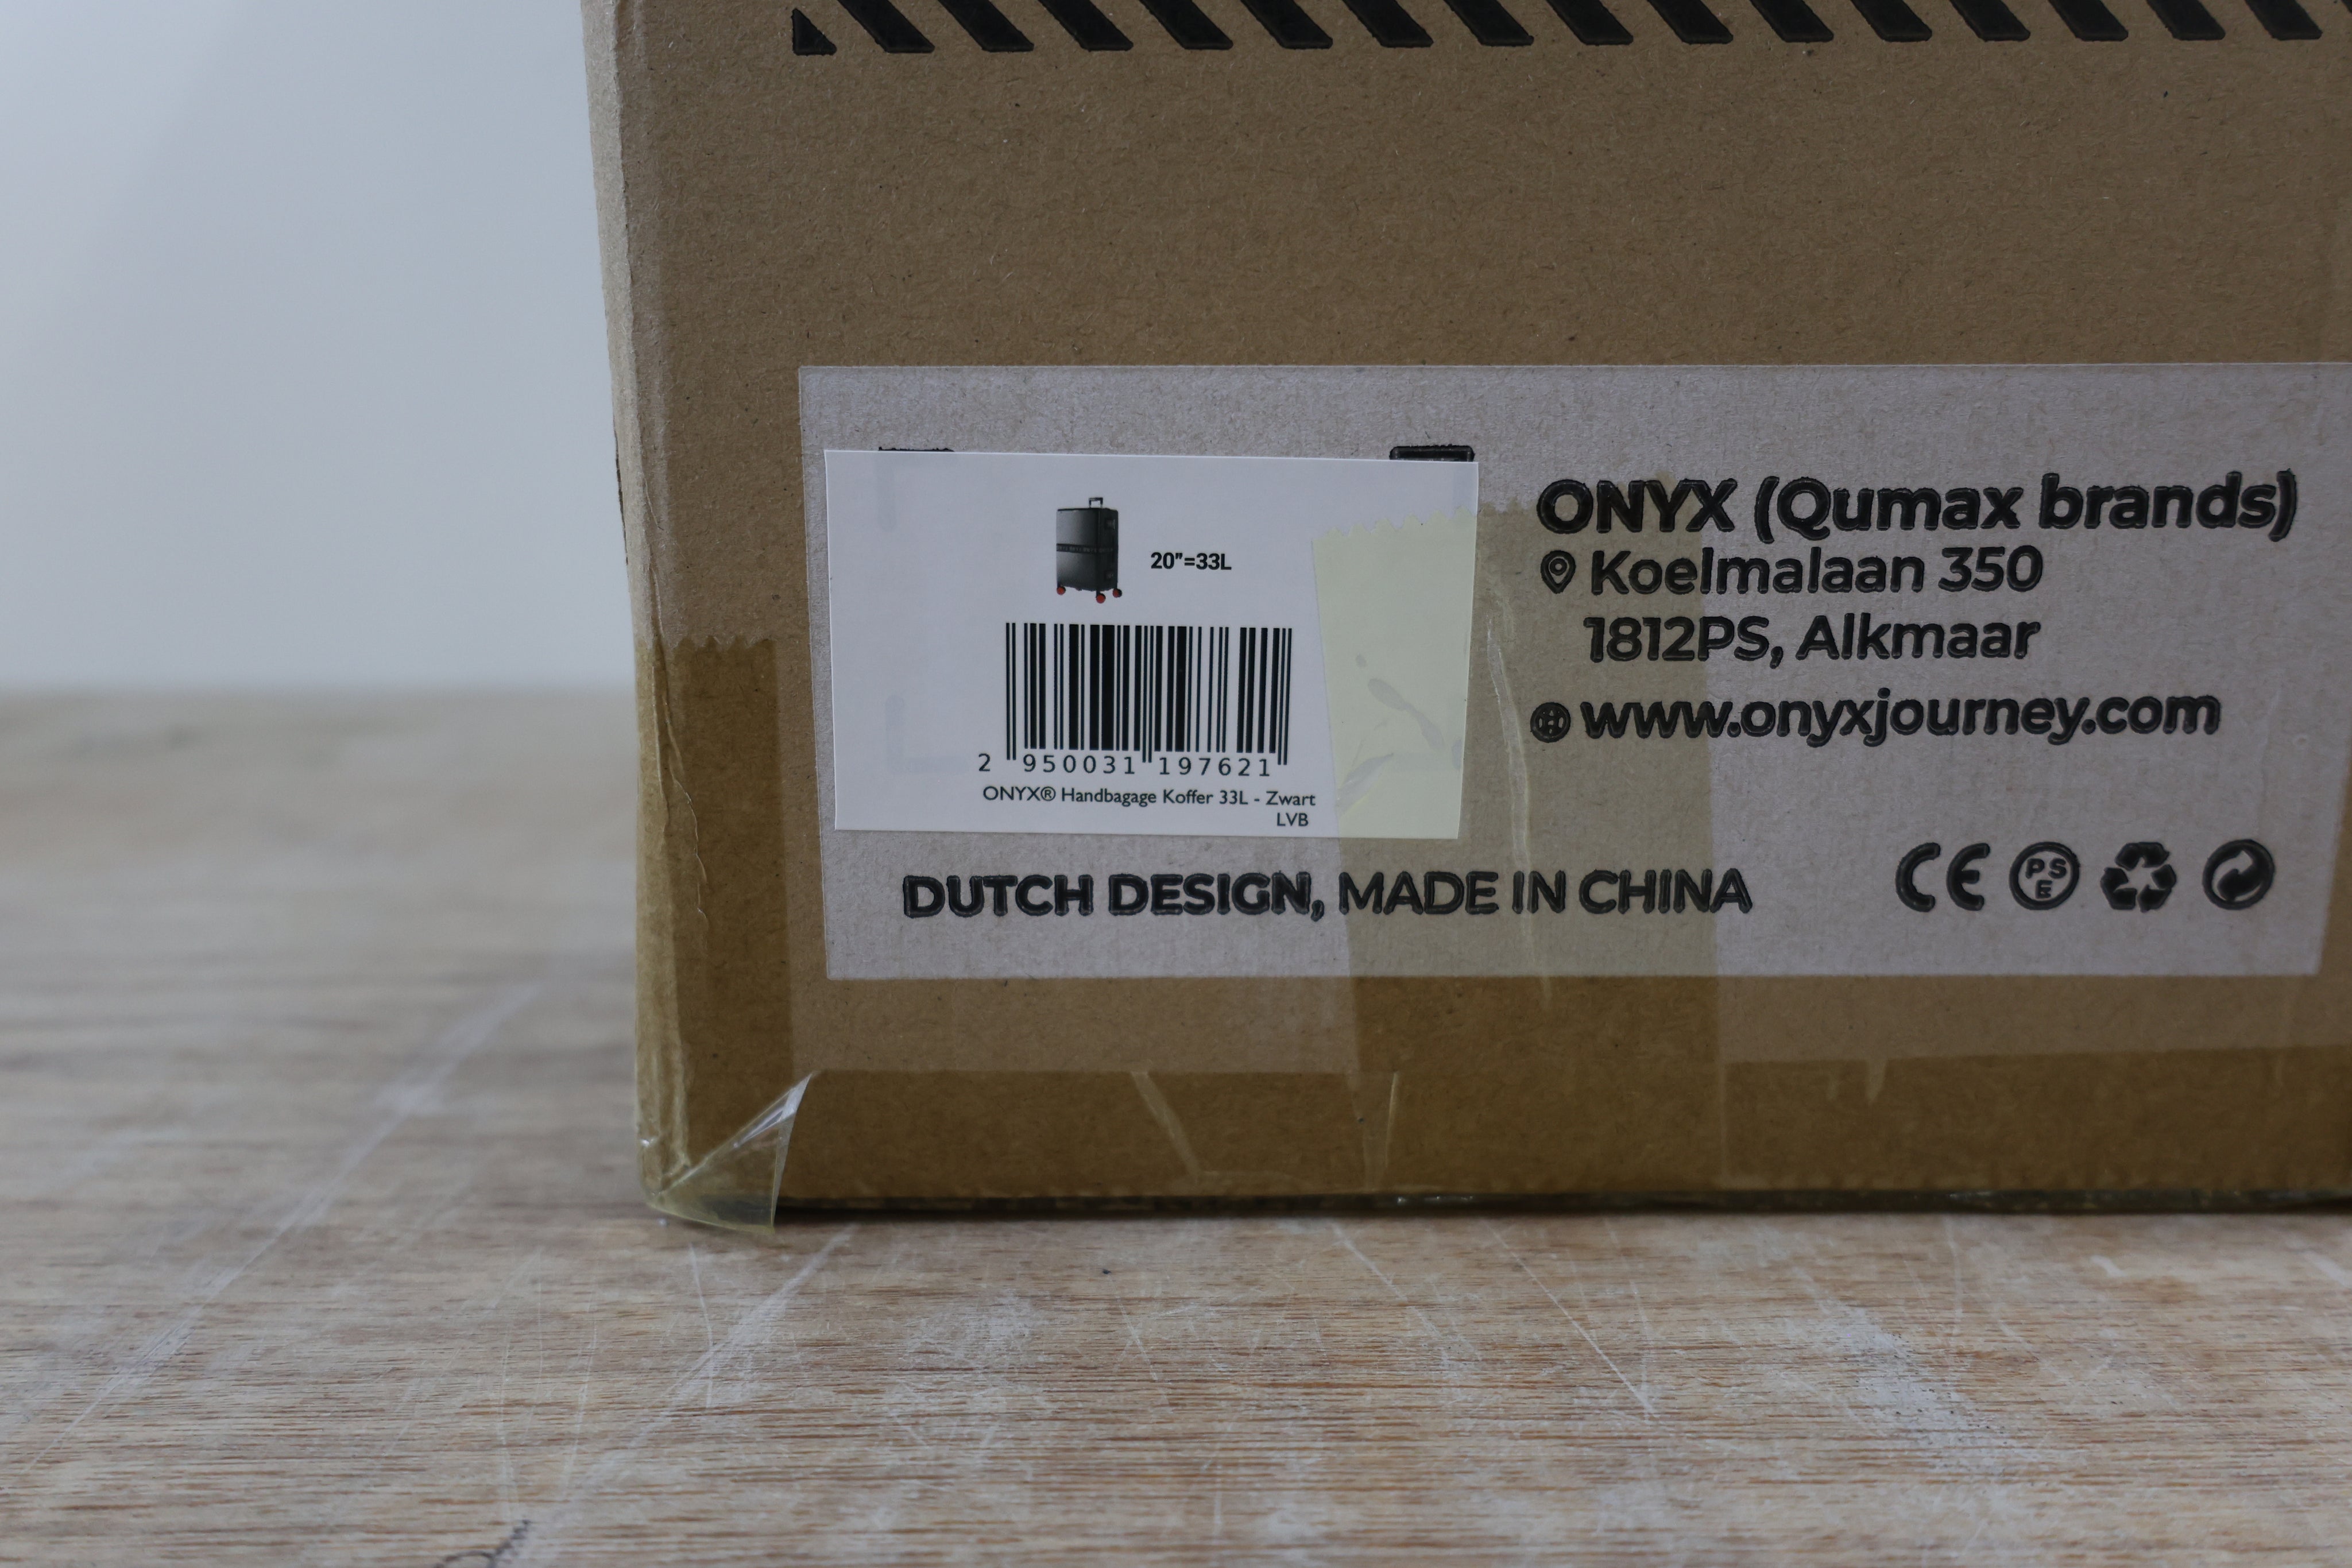 20"=33L
2 950031 197621
ONYX® Handbagage Koffer 33L - Zwart
LVB
ONYX (Qumax brands)
Koelmalaan 350
1812PS, Alkmaar
www.onyxjourney.com
DUTCH DESIGN, MADE IN CHINA
CE PSE